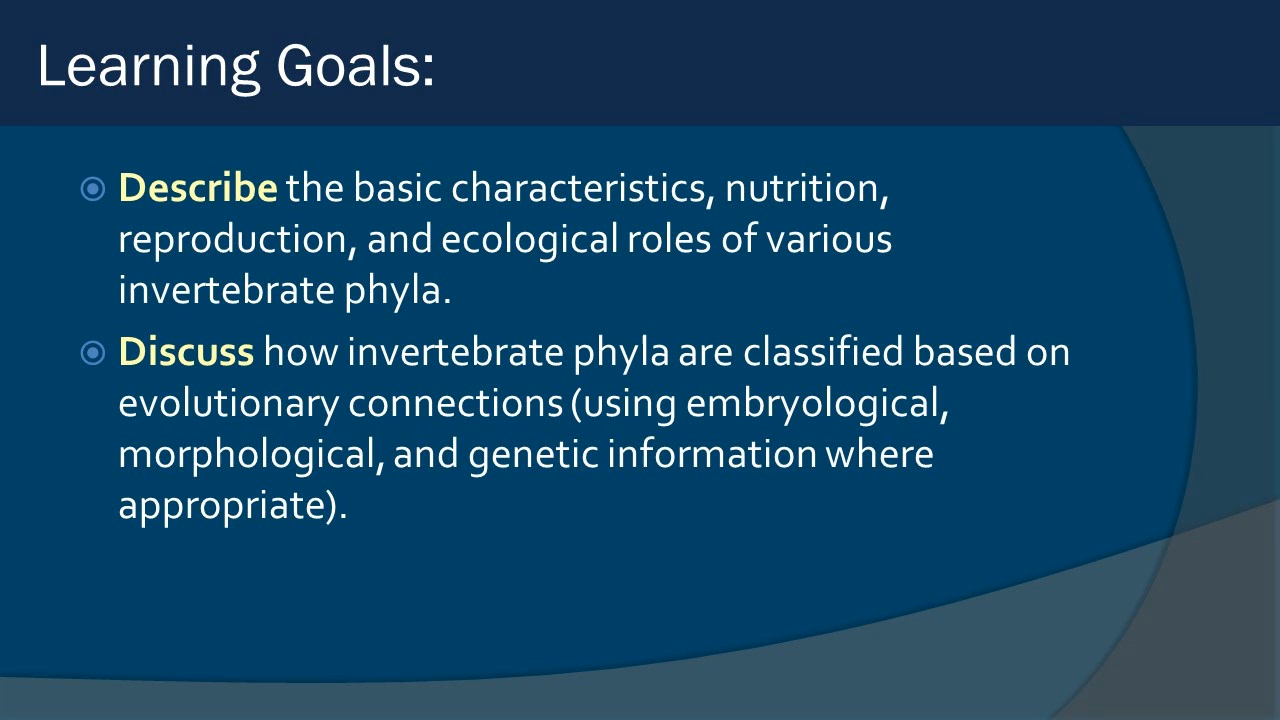 Learning Goals:
Describe the basic characteristics, nutrition,
reproduction, and ecological roles of various
invertebrate phyla.
Discuss how invertebrate phyla are classified based on
evolutionary connections (using embryological,
morphological, and genetic information where
appropriate).